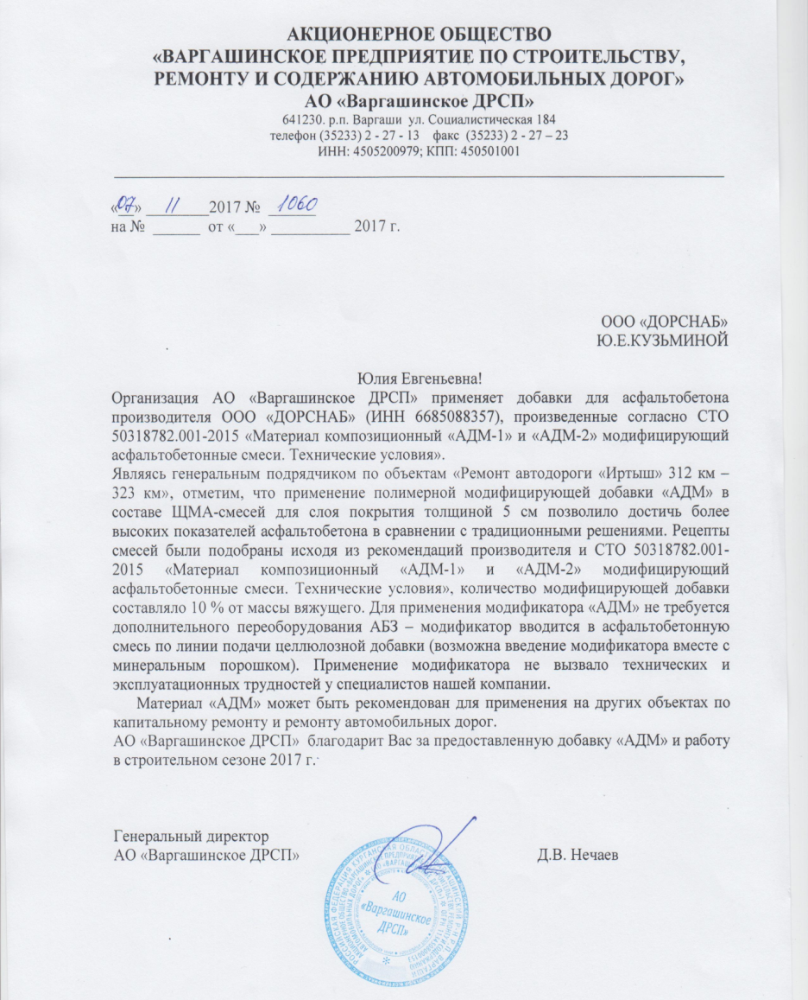 АКЦИОНЕРНОЕ ОБЩЕСТВО
«ВАРГАШИНСКОЕ ПРЕДПРИЯТИЕ ПО СТРОИТЕЛЬСТВУ,
РЕМОНТУ И СОДЕРЖАНИЮ АВТОМОБИЛЬНЫХ ДОРОГ»
АО «Варгашинское ДРСП»
641230. р.п. Варгаши ул. Социалистическая 184
телефон (35233) 2 - 27 - 13 факс (35233) 2 - 27 – 23
ИНН: 4505200979; КПП: 450501001
«07» 11 2017 № 1060
на № ______ от «___» __________ 2017 г.
ООО «ДОРСНАБ»
Ю.Е.КУЗЬМИНОЙ
Юлия Евгеньевна!
Организация АО «Варгашинское ДРСП» применяет добавки для асфальтобетона
производителя ООО «ДОРСНАБ» (ИНН 6685088357), произведенные согласно СТО
50318782.001-2015 «Материал композиционный «АДМ-1» и «АДМ-2» модифицирующий
асфальтобетонные смеси. Технические условия».
Являясь генеральным подрядчиком по объектам «Ремонт автодороги «Иртыш» 312 км –
323 км», отметим, что применение полимерной модифицирующей добавки «АДМ» в
составе ЩМА-смесей для слоя покрытия толщиной 5 см позволило достичь более
высоких показателей асфальтобетона в сравнении с традиционными решениями. Рецепты
смесей были подобраны исходя из рекомендаций производителя и СТО 50318782.001-
2015 «Материал композиционный «АДМ-1» и «АДМ-2» модифицирующий
асфальтобетонные смеси. Технические условия», количество модифицирующей добавки
составляло 10 % от массы вяжущего. Для применения модификатора «АДМ» не требуется
дополнительного переоборудования АБЗ – модификатор вводится в асфальтобетонную
смесь по линии подачи целлюлозной добавки (возможна введение модификатора вместе с
минеральным порошком). Применение модификатора не вызвало технических и
эксплуатационных трудностей у специалистов нашей компании.
Материал «АДМ» может быть рекомендован для применения на других объектах по
капитальному ремонту и ремонту автомобильных дорог.
АО «Варгашинское ДРСП» благодарит Вас за предоставленную добавку «АДМ» и работу
в строительном сезоне 2017 г.
Генеральный директор
АО «Варгашинское ДРСП» Д.В. Нечаев
АО
«Варгашинское
ДРСП»